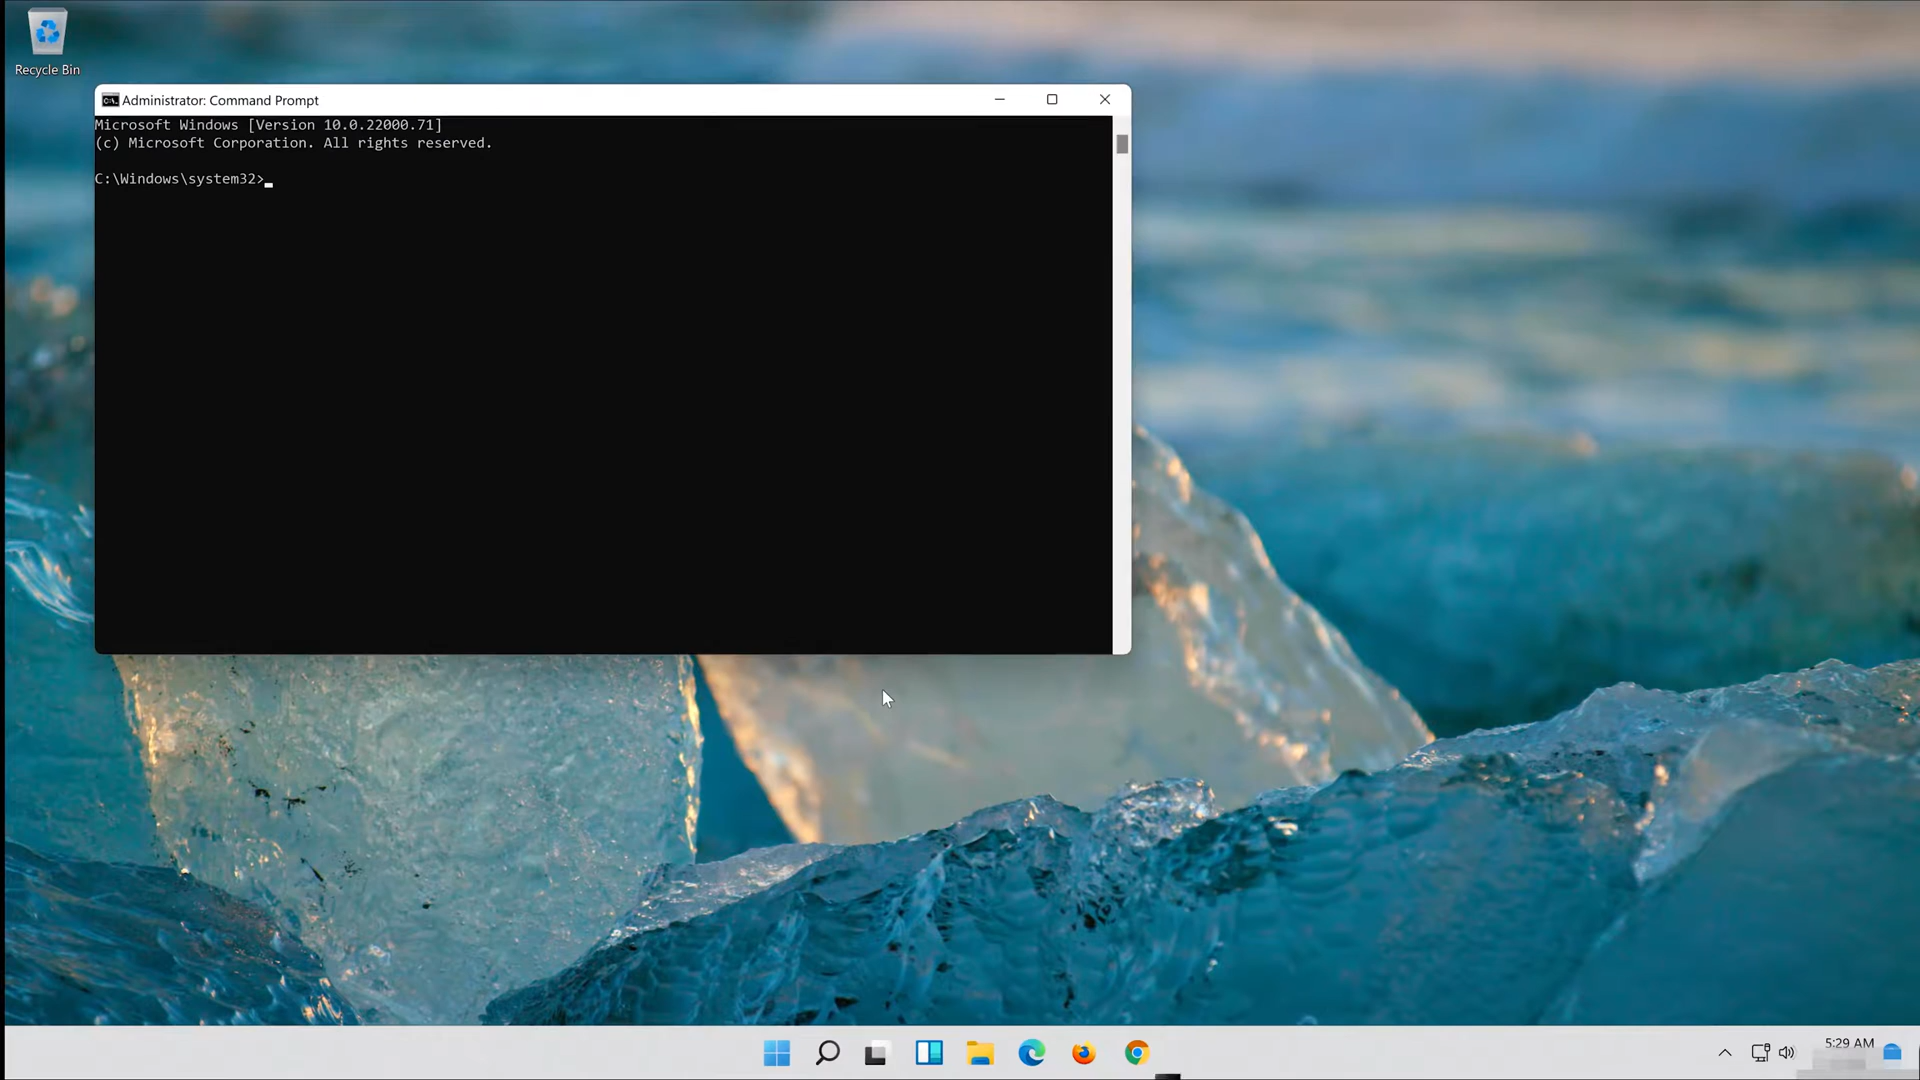 Recycle Bin
Administrator: Command Prompt
Microsoft Windows [Version 10.0.22000.71]
(c) Microsoft Corporation. All rights reserved.
C:\Windows\system32>
5:29 AM